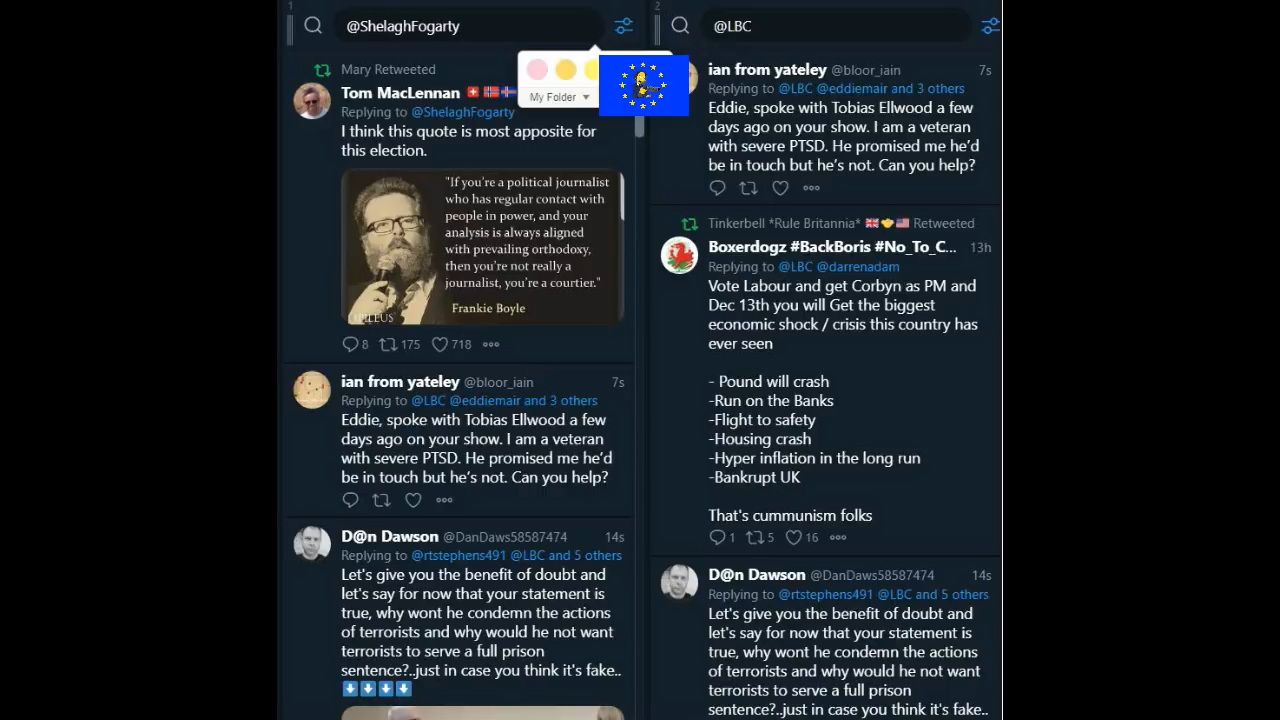 1
@ShelaghFogarty
Mary Retweeted
Tom MacLennan
My Folder
Replying to @ShelaghFogarty
I think this quote is most apposite for
this election.
"If you're a political journalist
who has regular contact with
people in power, and your
analysis is always aligned
with prevailing orthodoxy,
then you're not really a
journalist, you're a courtier."
Frankie Boyle
8 175 718
ian from yateley @bloor_iain 7s
Replying to @LBC @eddiemair and 3 others
Eddie, spoke with Tobias Ellwood a few
days ago on your show. I am a veteran
with severe PTSD. He promised me he'd
be in touch but he's not. Can you help?
D@n Dawson @DanDaws58587474 14s
Replying to @rtstephens491 @LBC and 5 others
Let's give you the benefit of doubt and
let's say for now that your statement is
true, why wont he condemn the actions
of terrorists and why would he not want
terrorists to serve a full prison
sentence?..just in case you think it's fake..
2
@LBC
ian from yateley @bloor_iain 7s
Replying to @LBC @eddiemair and 3 others
Eddie, spoke with Tobias Ellwood a few
days ago on your show. I am a veteran
with severe PTSD. He promised me he'd
be in touch but he's not. Can you help?
Tinkerbell *Rule Britannia* Retweeted
Boxerdogz #BackBoris #No_To_C... 13h
Replying to @LBC @darrenadam
Vote Labour and get Corbyn as PM and
Dec 13th you will Get the biggest
economic shock / crisis this country has
ever seen
- Pound will crash
-Run on the Banks
-Flight to safety
-Housing crash
-Hyper inflation in the long run
-Bankrupt UK
That's cummunism folks
1 5 16
D@n Dawson @DanDaws58587474 14s
Replying to @rtstephens491 @LBC and 5 others
Let's give you the benefit of doubt and
let's say for now that your statement is
true, why wont he condemn the actions
of terrorists and why would he not want
terrorists to serve a full prison
sentence?..just in case you think it's fake..